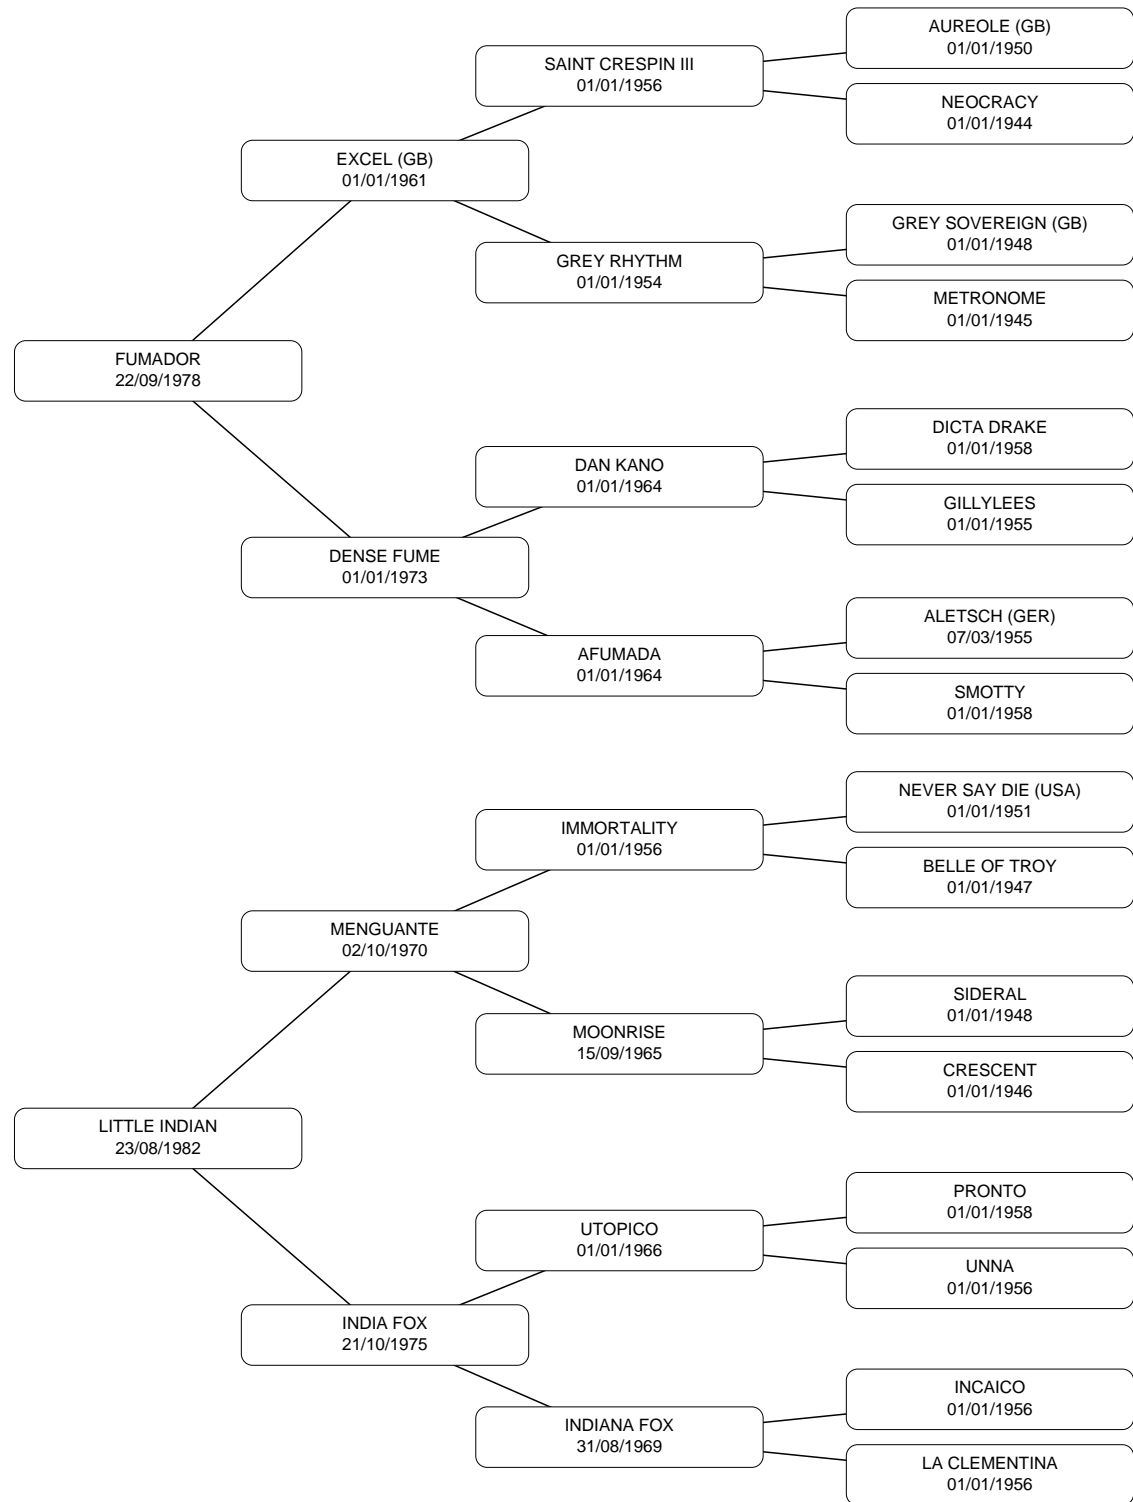 AUREOLE (GB)
01/01/1950
SAINT CRESPIN III
01/01/1956
NEOCRACY
01/01/1944
EXCEL (GB)
01/01/1961
GREY SOVEREIGN (GB)
01/01/1948
GREY RHYTHM
01/01/1954
METRONOME
01/01/1945
FUMADOR
22/09/1978
DICTA DRAKE
01/01/1958
DAN KANO
01/01/1964
GILLYLEES
01/01/1955
DENSE FUME
01/01/1973
ALETSCH (GER)
07/03/1955
AFUMADA
01/01/1964
SMOTTY
01/01/1958
NEVER SAY DIE (USA)
01/01/1951
IMMORTALITY
01/01/1956
BELLE OF TROY
01/01/1947
MENGUANTE
02/10/1970
SIDERAL
01/01/1948
MOONRISE
15/09/1965
CRESCENT
01/01/1946
LITTLE INDIAN
23/08/1982
PRONTO
01/01/1958
UTOPICO
01/01/1966
UNNA
01/01/1956
INDIA FOX
21/10/1975
INCAICO
01/01/1956
INDIANA FOX
31/08/1969
LA CLEMENTINA
01/01/1956